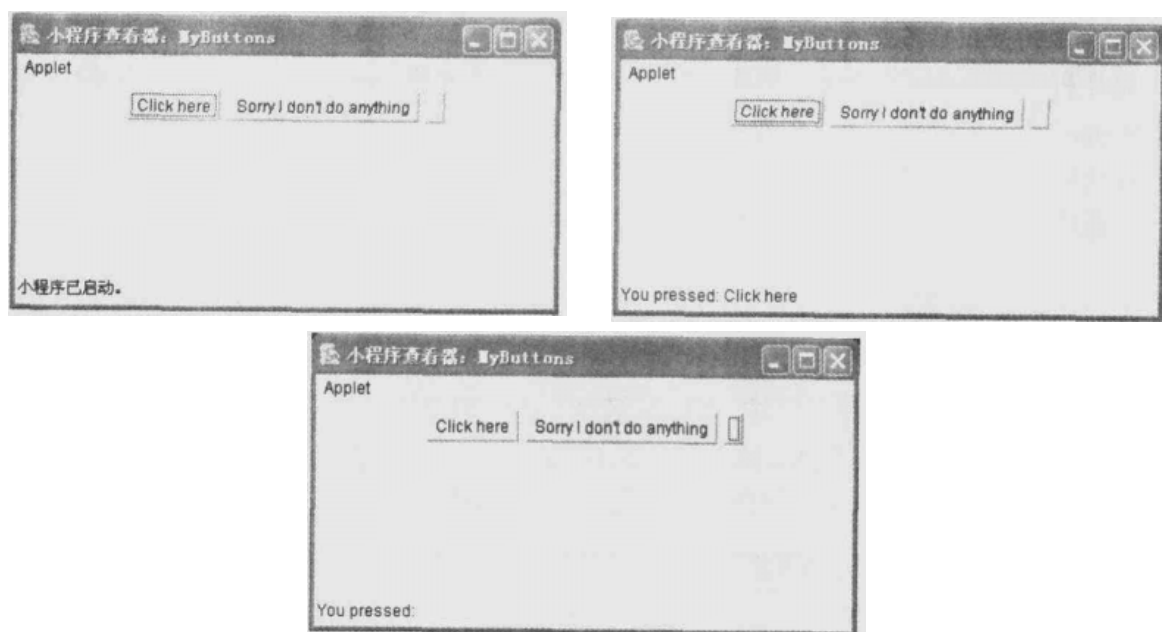 小程序查看器：MyButtons
Applet
Click here Sorry I don't do anything
小程序已启动。
小程序查看器：MyButtons
Applet
Click here Sorry I don't do anything
You pressed: Click here
小程序查看器：MyButtons
Applet
Click here Sorry I don't do anything
You pressed: